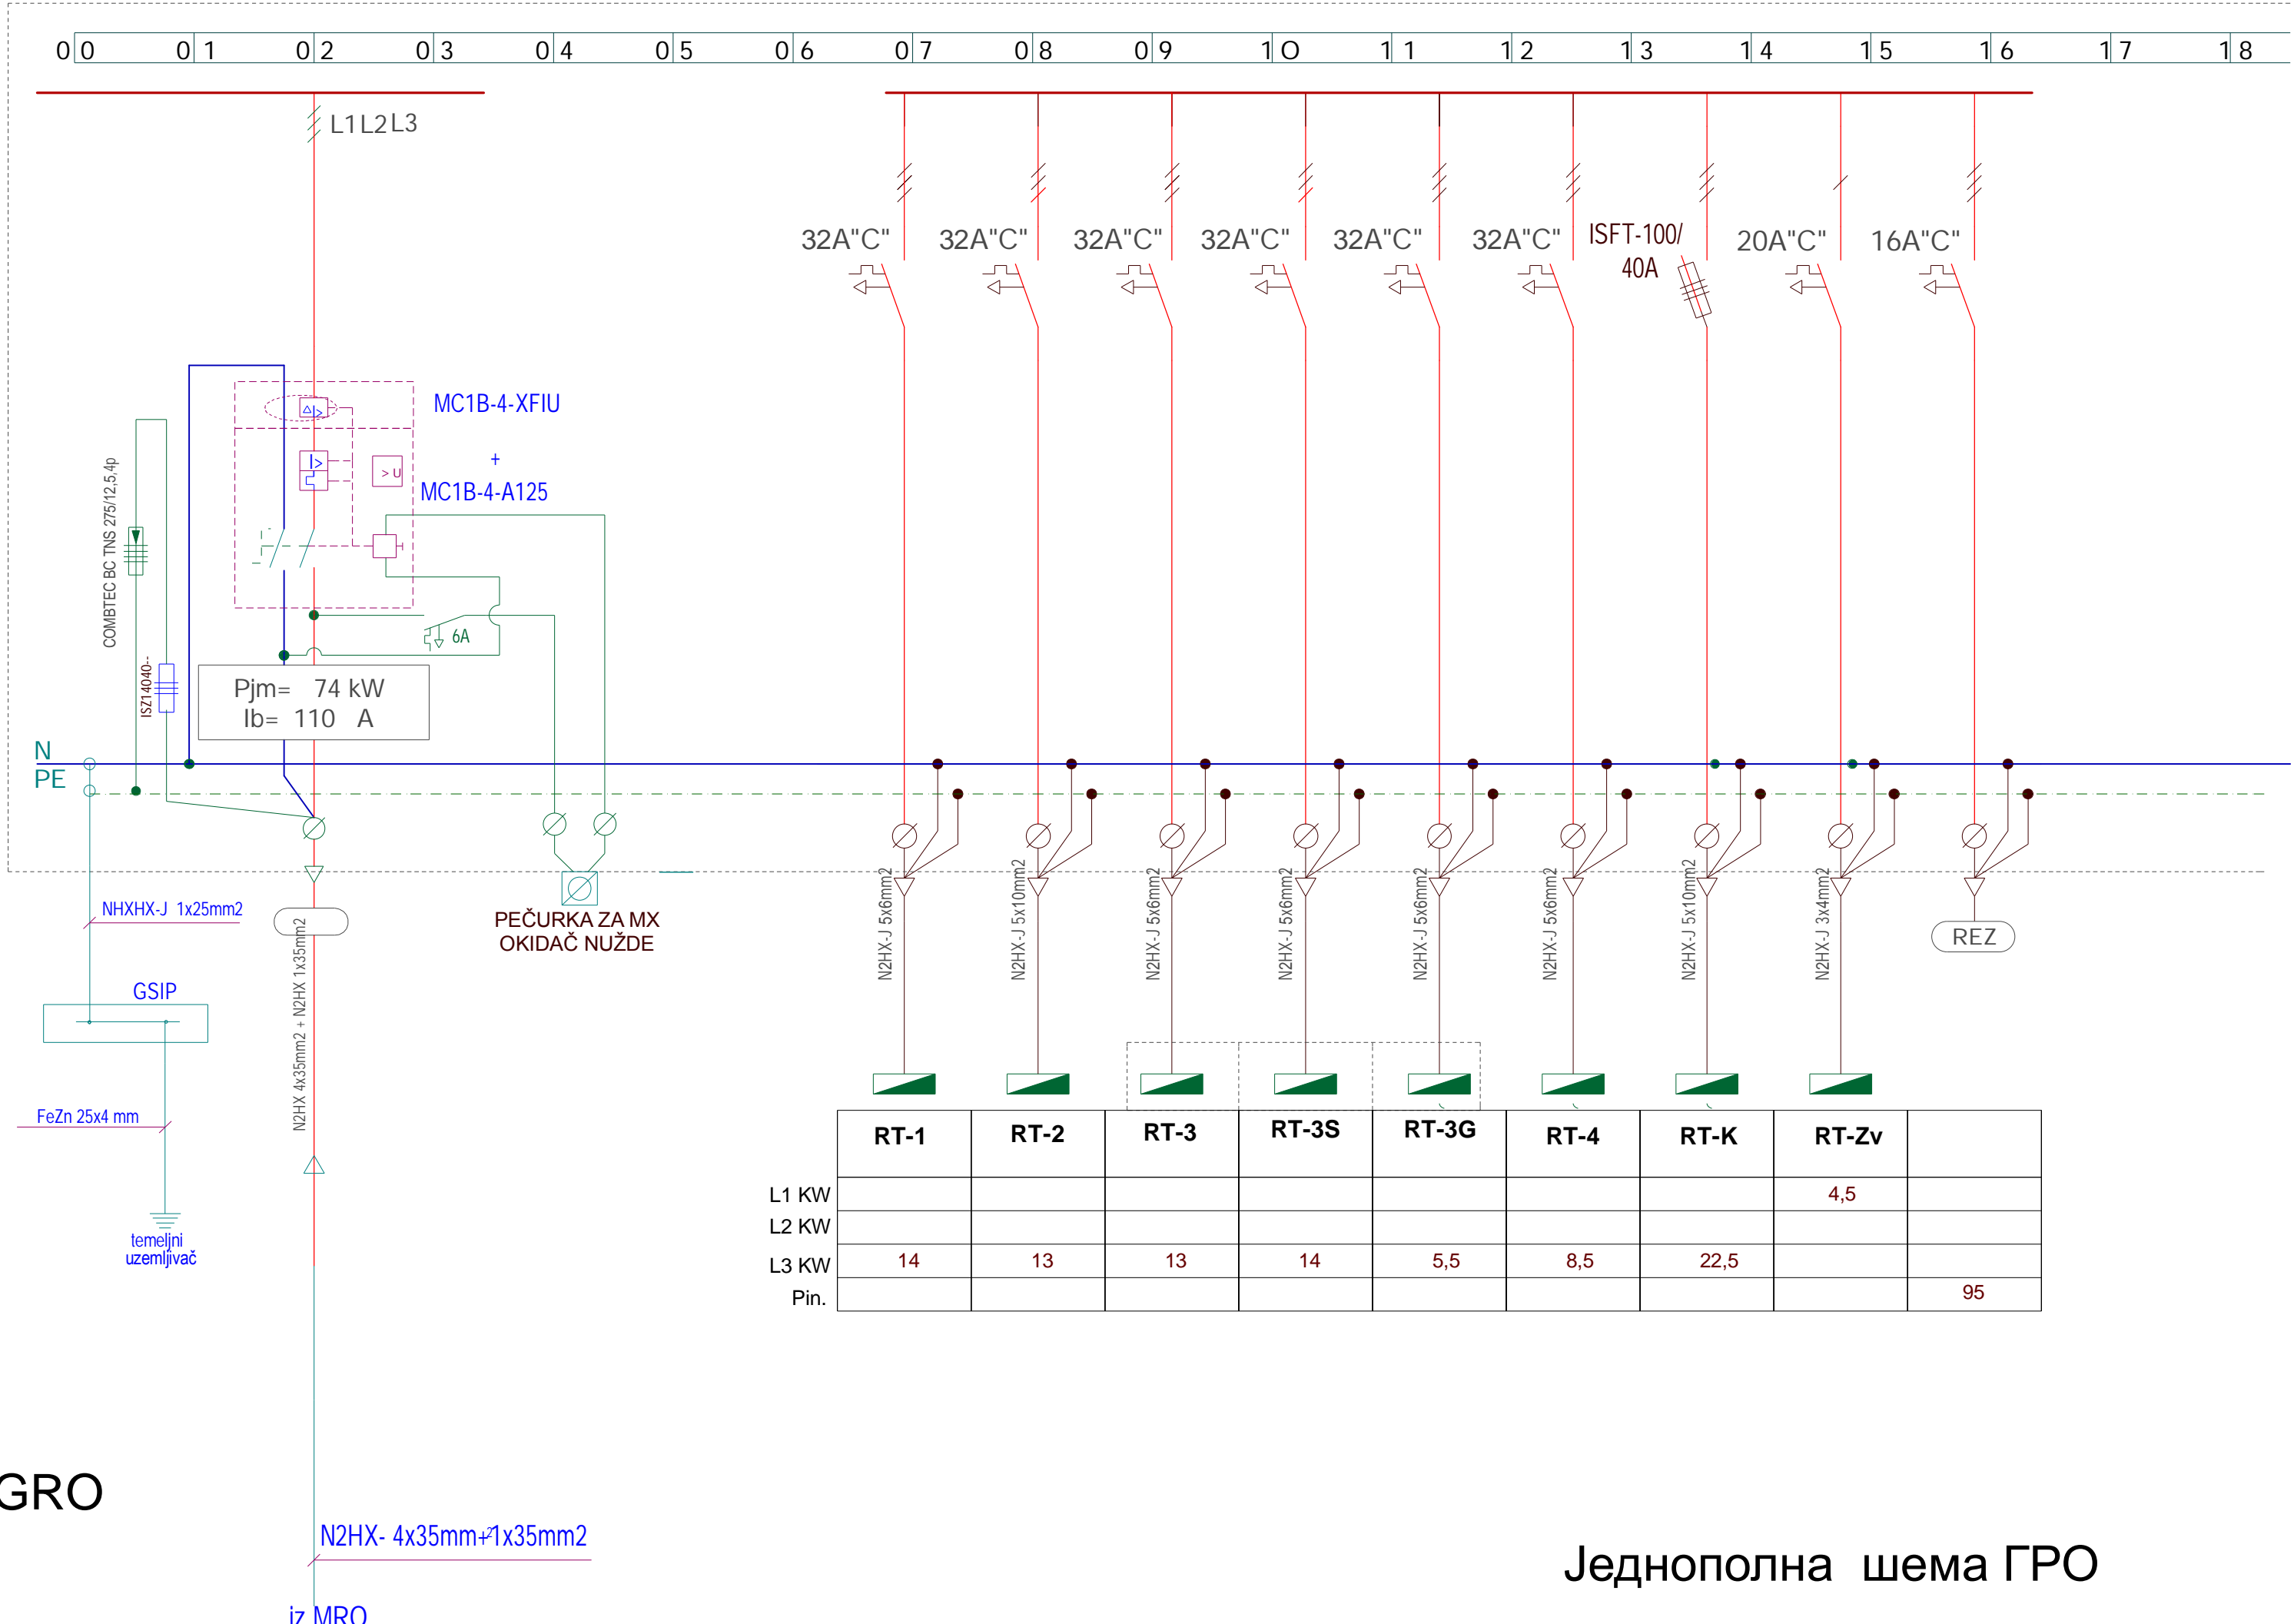 00 01 02 03 04 05 06 07 08 09 1O 11 12 13 14 15 16 17 18
L1L2L3
32A"C" 32A"C" 32A"C" 32A"C" 32A"C" 32A"C" ISFT-100/ 20A"C" 16A"C"
40A
MC1B-4-XFIU
+
MC1B-4-A125
I>
> U
COMBTEC BC TNS 275/12,5,4p
6A
ISZ14040--
Pjm= 74 kW
Ib= 110 A
N
PE
NHXHX-J 1x25mm2
PEČURKA ZA MX
OKIDAČ NUŽDE
N2HX-J 5x6mm2
N2HX-J 5x10mm2
N2HX-J 5x6mm2
N2HX-J 5x6mm2
N2HX-J 5x6mm2
N2HX-J 5x6mm2
N2HX-J 5x10mm2
N2HX-J 3x4mm2
REZ
GSIP
N2HX 4x35mm2 + N2HX 1x35mm2
FeZn 25x4 mm
temeljni
uzemljivač
RT-1 RT-2 RT-3 RT-3S RT-3G RT-4 RT-K RT-Zv
L1 KW 4,5
L2 KW
L3 KW 14 13 13 14 5,5 8,5 22,5
Pin. 95
GRO
N2HX- 4x35mm+²1x35mm2
Једнополна шема ГРО
iz MRO